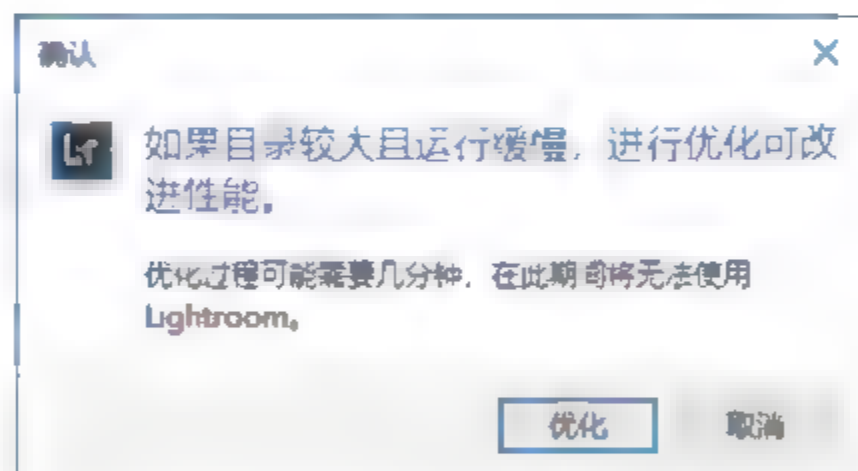 确认
Lr
如果目录较大且运行缓慢，进行优化可改
进性能。
优化过程可能需要几分钟，在此期间将无法使用
Lightroom。
优化
取消